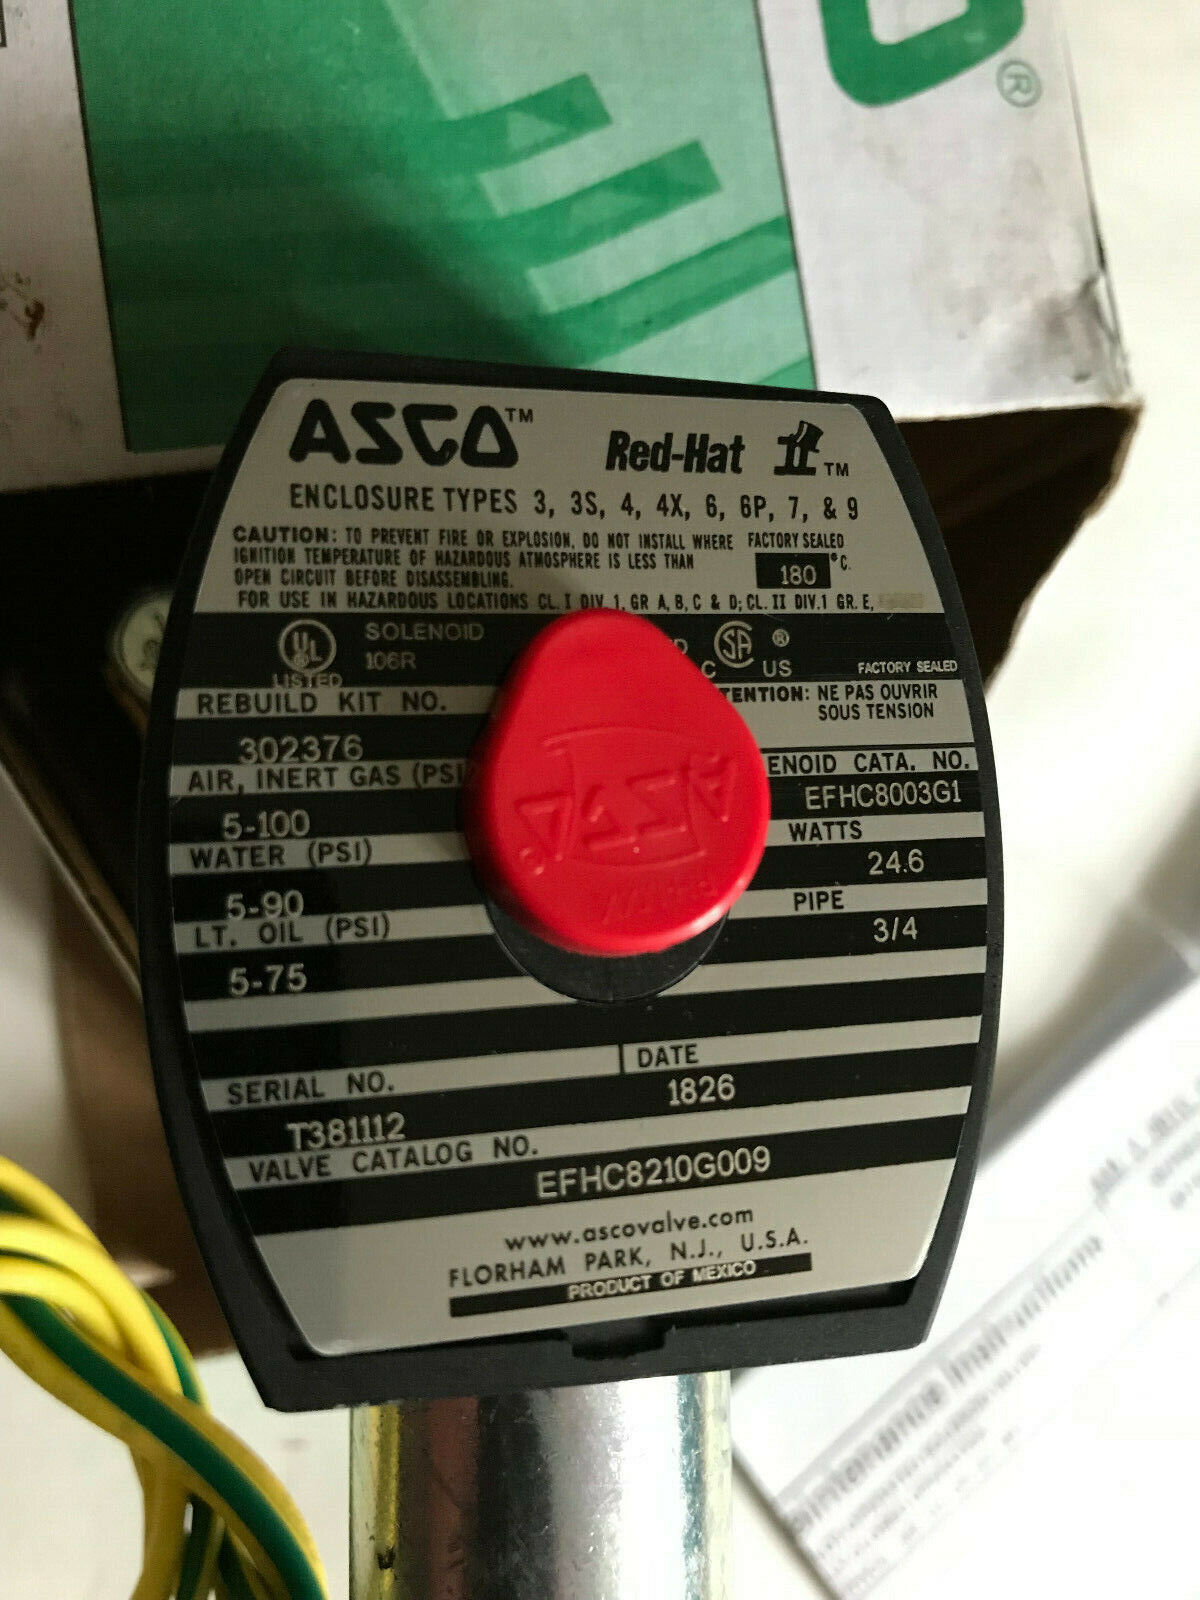 ®
ASCO™
Red-Hat II™
ENCLOSURE TYPES 3, 3S, 4, 4X, 6, 6P, 7, & 9
CAUTION: TO PREVENT FIRE OR EXPLOSION, DO NOT INSTALL WHERE
IGNITION TEMPERATURE OF HAZARDOUS ATMOSPHERE IS LESS THAN
OPEN CIRCUIT BEFORE DISASSEMBLING.
FACTORY SEALED
180 °C.
FOR USE IN HAZARDOUS LOCATIONS CL. I DIV 1, GR A, B, C & D; CL. II DIV.1 GR. E,
UL ®
LISTED
SOLENOID
106R
SA ®
C US
FACTORY SEALED
REBUILD KIT NO.
302376
NE PAS OUVRIR
SOUS TENSION
AIR, INERT GAS (PSI
5-100
CATA. NO.
EFHC8003G1
WATER (PSI)
5-90
WATTS
24.6
LT. OIL (PSI)
5-75
PIPE
3/4
ASCO
SERIAL NO.
T381112
DATE
1826
VALVE CATALOG NO.
EFHC8210G009
www.ascovalve.com
FLORHAM PARK, N.J., U.S.A.
PRODUCT OF MEXICO